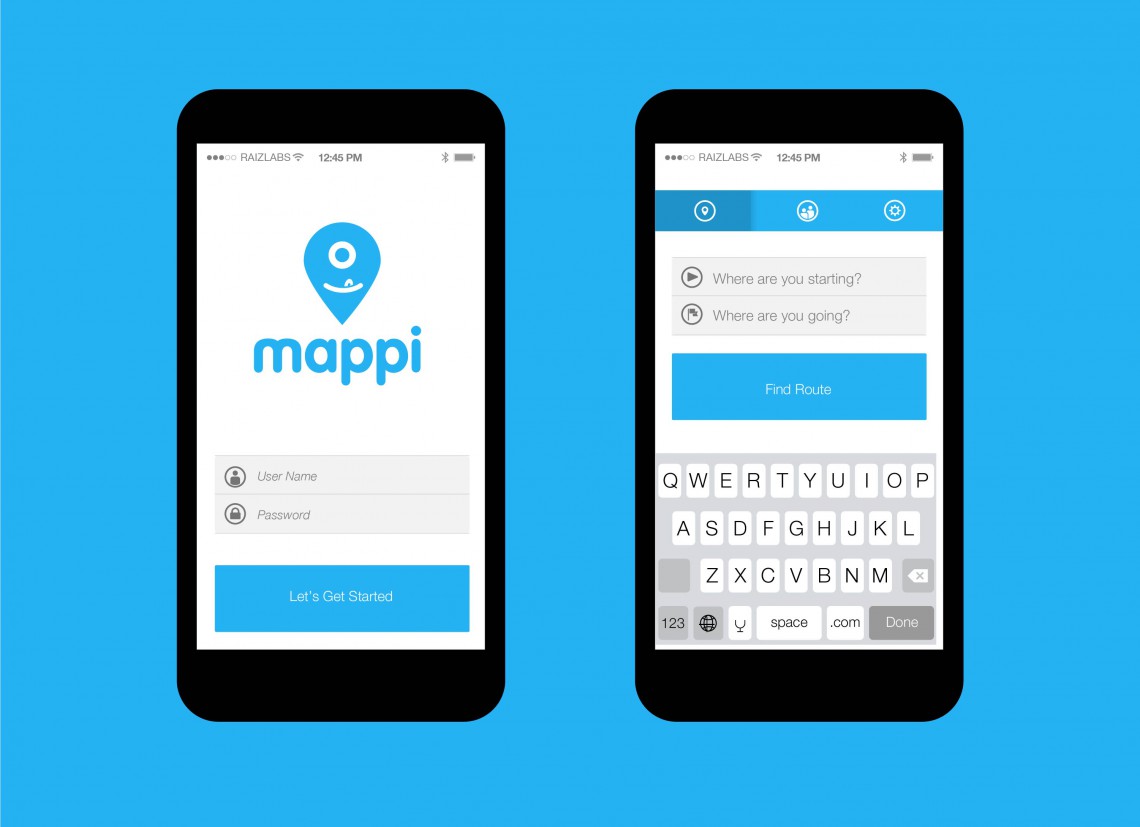 RAIZLABS 12:45 PM
mappi
User Name
Password
Let's Get Started
RAIZLABS 12:45 PM
Where are you starting?
Where are you going?
Find Route
Q W E R T Y U I O P
A S D F G H J K L
Z X C V B N M
123 space .com Done